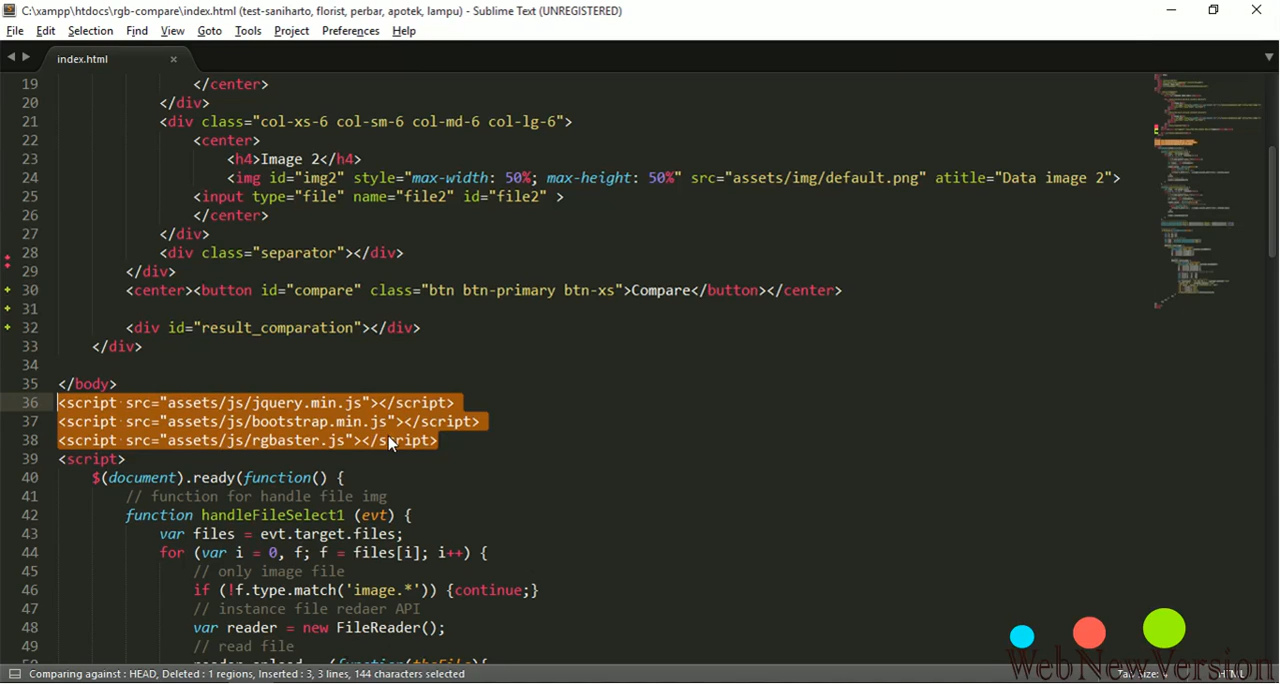 C:\xampp\htdocs\rgb-compare\index.html (test-saniharto, florist, perbar, apotek, lampu) - Sublime Text (UNREGISTERED)
File Edit Selection Find View Goto Tools Project Preferences Help
index.html
19 </center>
20 </div>
21 <div class="col-xs-6 col-sm-6 col-md-6 col-lg-6">
22 <center>
23 <h4>Image 2</h4>
24 <img id="img2" style="max-width: 50%; max-height: 50%" src="assets/img/default.png" atitle="Data image 2">
25 <input type="file" name="file2" id="file2" >
26 </center>
27 </div>
28 <div class="separator"></div>
29 </div>
30 <center><button id="compare" class="btn btn-primary btn-xs">Compare</button></center>
31
32 <div id="result_comparation"></div>
33 </div>
34
35 </body>
36 <script src="assets/js/jquery.min.js"></script>
37 <script src="assets/js/bootstrap.min.js"></script>
38 <script src="assets/js/rgbaster.js"></script>
39 <script>
40 $(document).ready(function() {
41 // function for handle file img
42 function handleFileSelect1 (evt) {
43 var files = evt.target.files;
44 for (var i = 0, f; f = files[i]; i++) {
45 // only image file
46 if (!f.type.match('image.*')) {continue;}
47 // instance file redaer API
48 var reader = new FileReader();
49 // read file
WebNewVersion
Comparing against : HEAD, Deleted : 1 regions, Inserted : 3, 3 lines, 144 characters selected